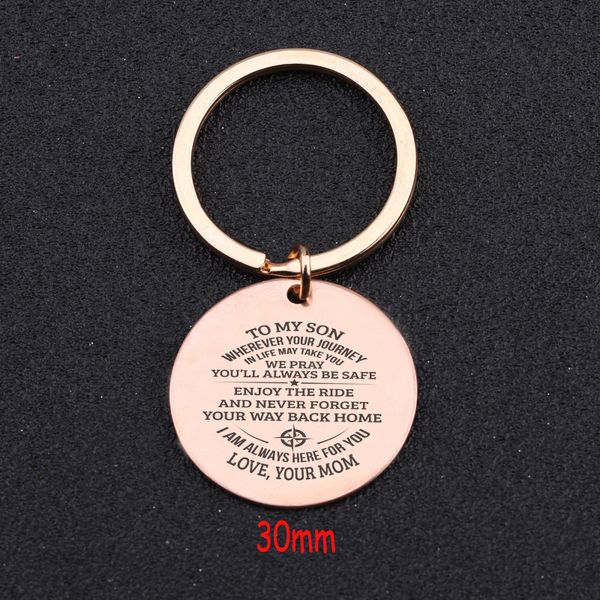 TO MY SON
WHEREVER YOUR JOURNEY
IN LIFE MAY TAKE YOU
WE PRAY
YOU'LL ALWAYS BE SAFE
ENJOY THE RIDE
AND NEVER FORGET
YOUR WAY BACK HOME
I AM ALWAYS HERE FOR YOU
LOVE, YOUR MOM
30mm